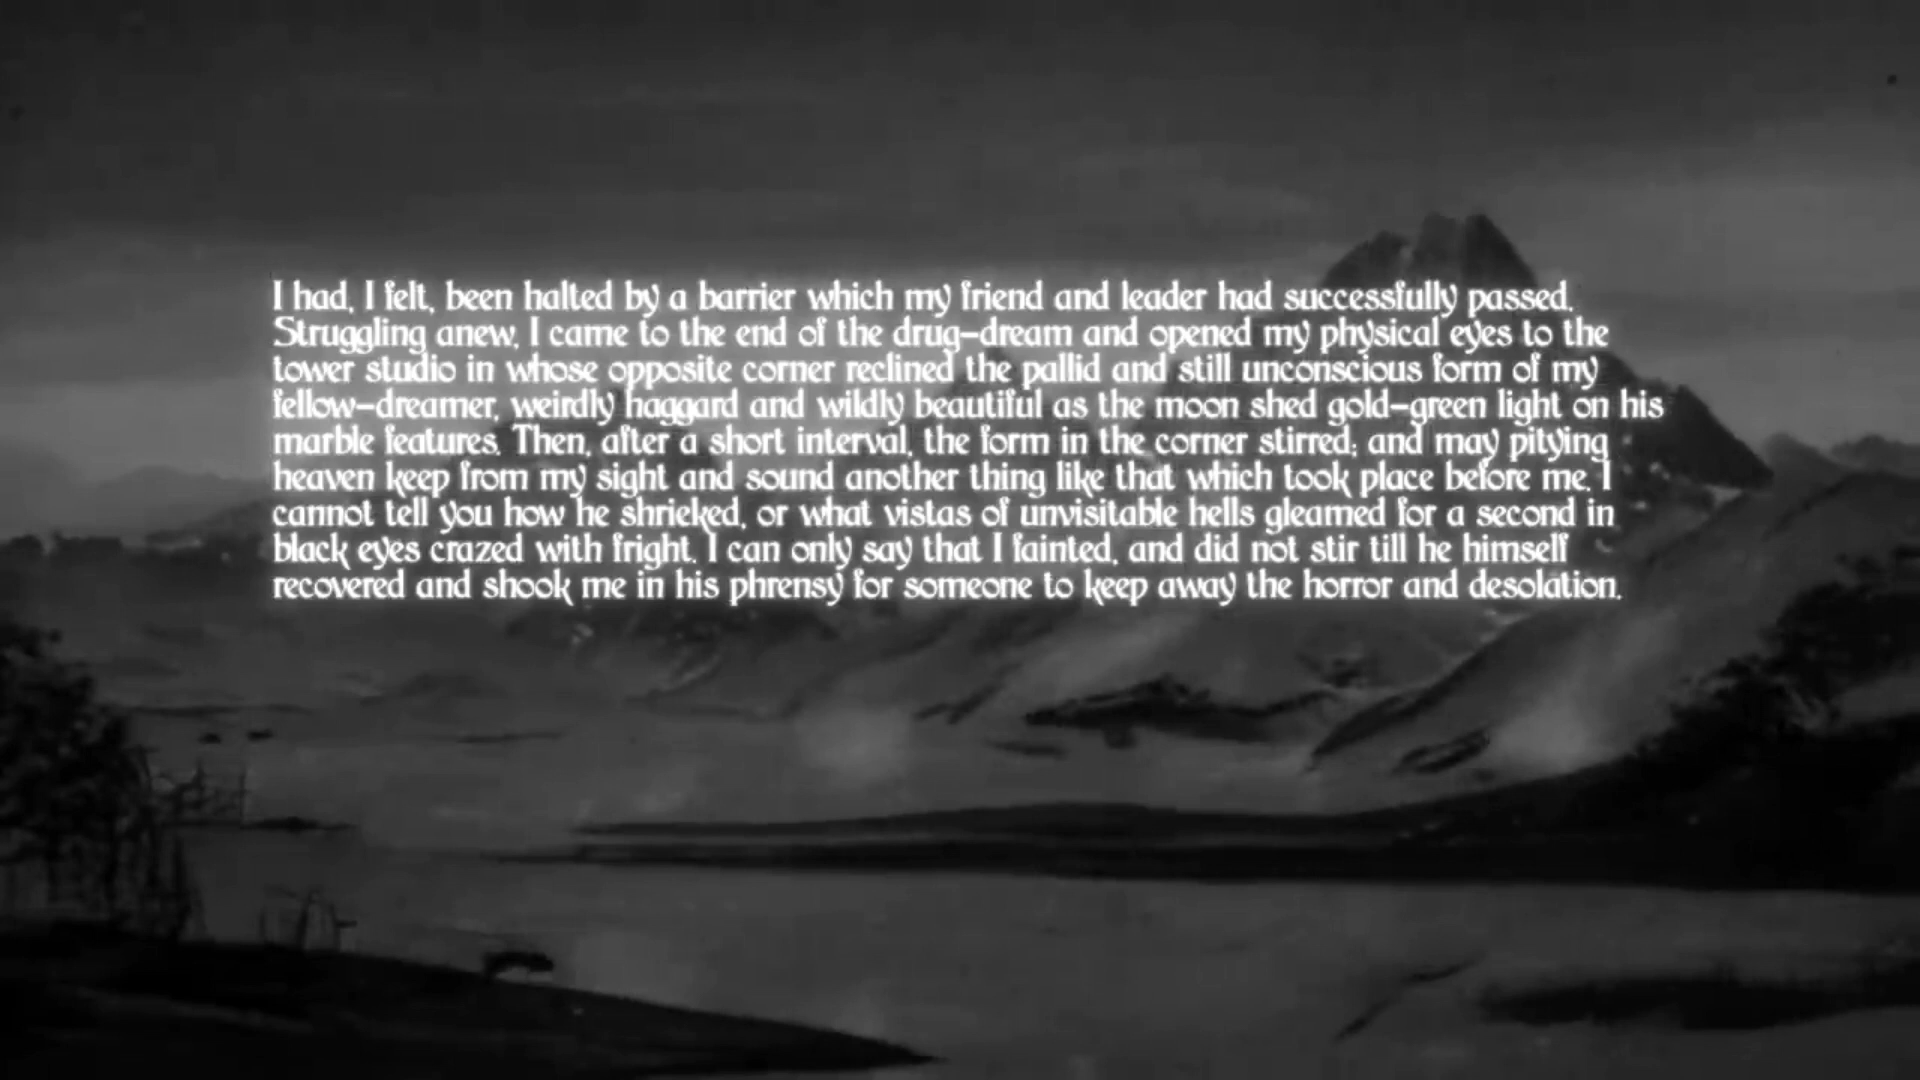 I had, I felt, been halted by a barrier which my friend and leader had successfully passed.
Struggling anew, I came to the end of the drug-dream and opened my physical eyes to the
tower studio in whose opposite corner reclined the pallid and still unconscious form of my
fellow-dreamer, weirdly haggard and wildly beautiful as the moon shed gold-green light on his
marble features. Then, after a short interval, the form in the corner stirred; and may pitying
heaven keep from my sight and sound another thing like that which took place before me. I
cannot tell you how he shrieked, or what vistas of unvisitable hells gleamed for a second in
black eyes crazed with fright. I can only say that I fainted, and did not stir till he himself
recovered and shook me in his phrensy for someone to keep away the horror and desolation.